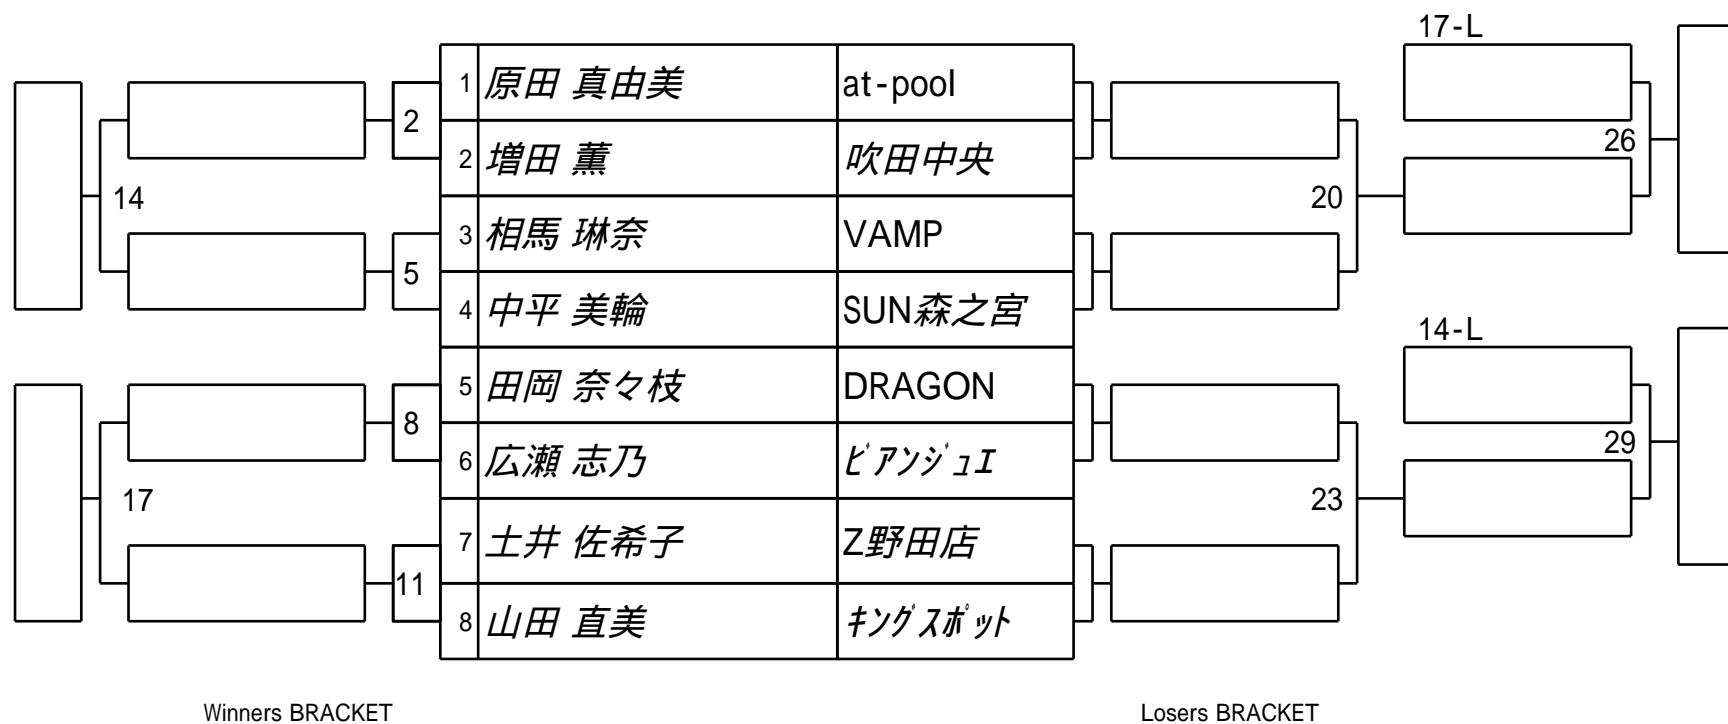 17-L
1 原田 真由美 at-pool
2
26
2 増田 薫 吹田中央
14
20
3 相馬 琳奈 VAMP
5
4 中平 美輪 SUN森之宮
14-L
5 田岡 奈々枝 DRAGON
8
29
6 広瀬 志乃 ﾋﾞｱﾝｼﾞｭｴ
17
23
7 土井 佐希子 Z野田店
11
8 山田 直美 ｷﾝｸﾞｽﾎﾟｯﾄ
Winners BRACKET
Losers BRACKET